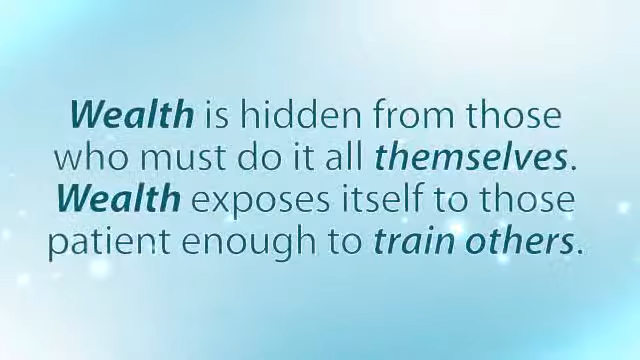 Wealth is hidden from those
who must do it all themselves.
Wealth exposes itself to those
patient enough to train others.